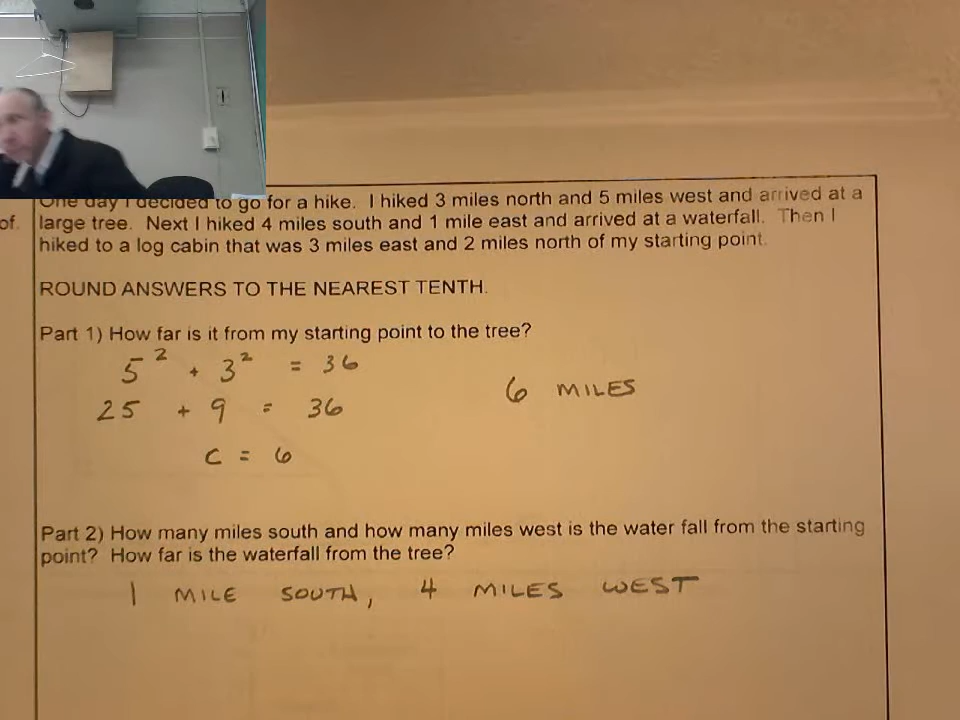 One day I decided to go for a hike. I hiked 3 miles north and 5 miles west and arrived at a
of. large tree. Next I hiked 4 miles south and 1 mile east and arrived at a waterfall. Then I
hiked to a log cabin that was 3 miles east and 2 miles north of my starting point.
ROUND ANSWERS TO THE NEAREST TENTH.
Part 1) How far is it from my starting point to the tree?
5² + 3² = 36
6 MILES
25 + 9 = 36
C = 6
Part 2) How many miles south and how many miles west is the water fall from the starting
point? How far is the waterfall from the tree?
1 MILE SOUTH, 4 MILES WEST